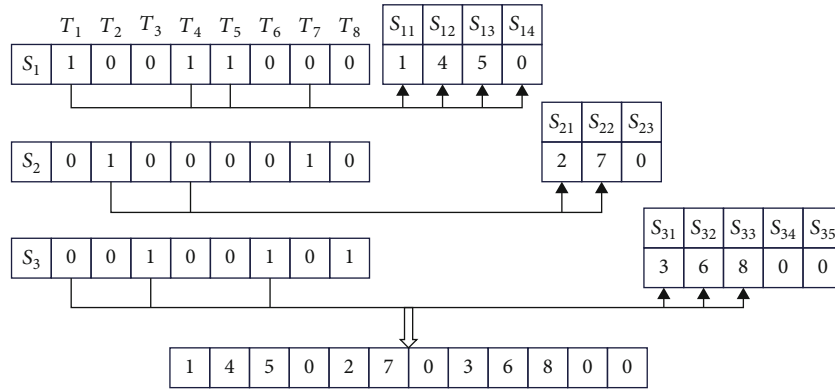 T₁ T₂ T₃ T₄ T₅ T₆ T₇ T₈ S₁₁ S₁₂ S₁₃ S₁₄
S₁ 1 0 0 1 1 0 0 0 1 4 5 0
S₂₁ S₂₂ S₂₃
S₂ 0 1 0 0 0 0 1 0 2 7 0
S₃₁ S₃₂ S₃₃ S₃₄ S₃₅
S₃ 0 0 1 0 0 1 0 1 3 6 8 0 0
1 4 5 0 2 7 0 3 6 8 0 0